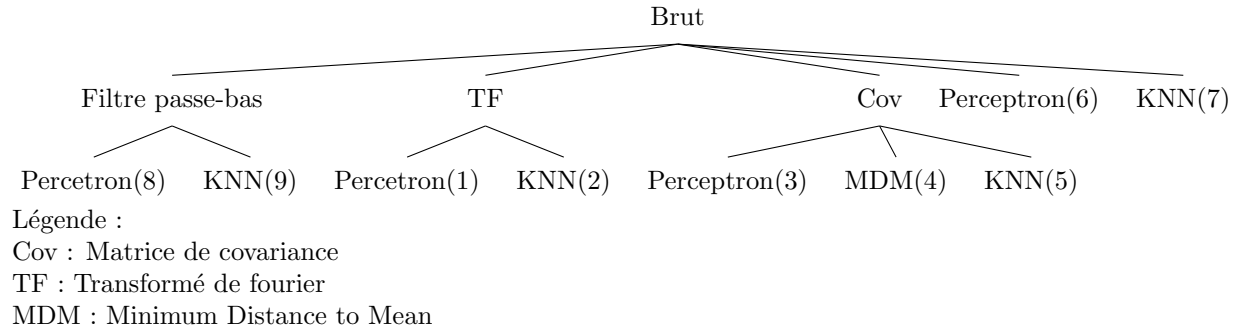 Brut
Filtre passe-bas TF Cov Perceptron(6) KNN(7)
Percetron(8) KNN(9) Percetron(1) KNN(2) Perceptron(3) MDM(4) KNN(5)
Légende :
Cov : Matrice de covariance
TF : Transformé de fourier
MDM : Minimum Distance to Mean